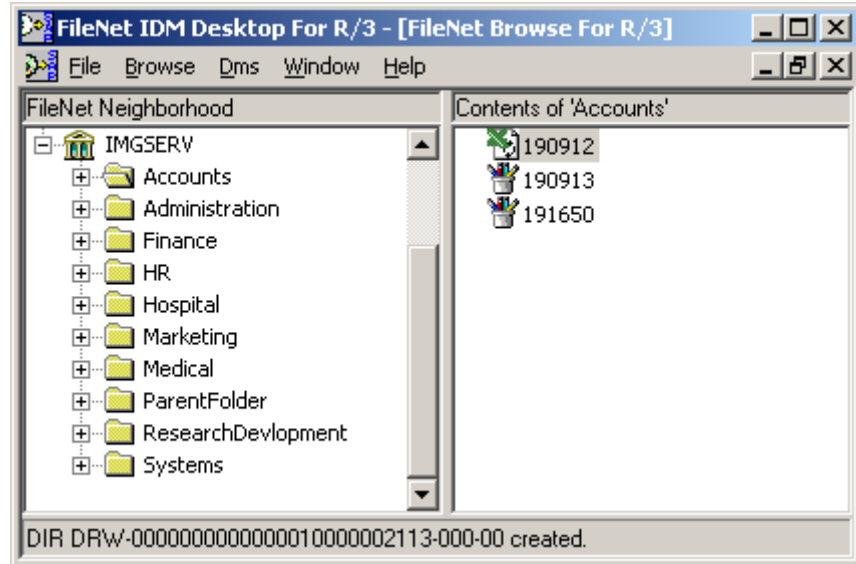 FileNet IDM Desktop For R/3 - [FileNet Browse For R/3]
File Browse Dms Window Help
FileNet Neighborhood
Contents of 'Accounts'
IMGSERV
Accounts
Administration
Finance
HR
Hospital
Marketing
Medical
ParentFolder
ResearchDevlopment
Systems
190912
190913
191650
DIR DRW-0000000000000010000002113-000-00 created.